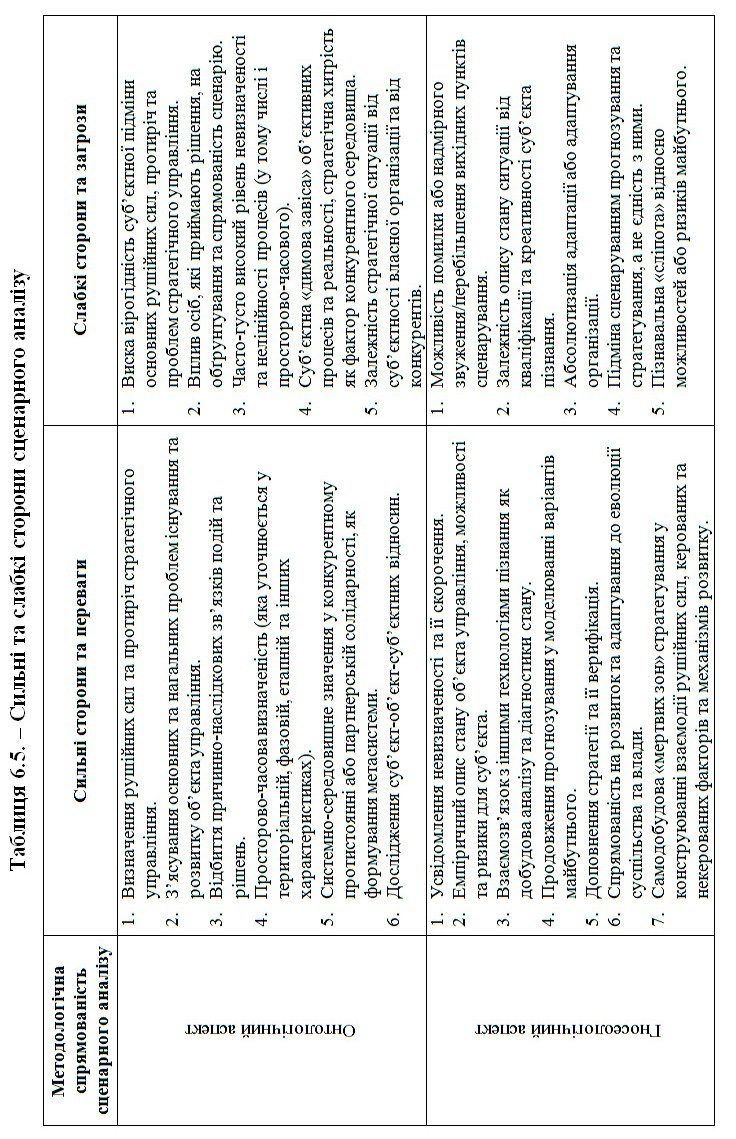 Таблиця 6.5. – Сильні та слабкі сторони сценарного аналізу
Методологічна
спрямованість
сценарного аналізу
Сильні сторони та переваги
Слабкі сторони та загрози
Онтологічний аспект
1. Визначення рушійних сил та протиріч стратегічного
управління.
2. З’ясування основних та нагальних проблем існування та
розвитку об’єкта управління.
3. Відбиття причинно-наслідкових зв’язків подій та
рішень.
4. Просторово-часова визначеність (яка уточнюється у
територіальній, фазовій, етапній та інших
характеристиках).
5. Системно-середовищне значення у конкурентному
протистоянні або партнерській солідарності, як
формування метасистеми.
6. Дослідження суб’єкт-об’єкт-суб’єктних відносин.
1. Виска вірогідність суб’єктної підміни
основних рушійних сил, протиріч та
проблем стратегічного управління.
2. Вплив осіб, які приймають рішення, на
обґрунтування та спрямованість сценарію.
3. Часто-густо високий рівень невизначеності
та нелінійності процесів (у тому числі і
просторово-часового).
4. Суб’єктна «димова завіса» об’єктивних
процесів та реальності, стратегічна хитрість
як фактор конкурентного середовища.
5. Залежність стратегічної ситуації від
суб’єктності власної організації та від
конкурентів.
Гносеологічний аспект
1. Усвідомлення невизначеності та її скорочення.
2. Емпіричний опис стану об’єкта управління, можливості
та ризики для суб’єкта.
3. Взаємозв’язок з іншими технологіями пізнання як
добудова аналізу та діагностики стану.
4. Продовження прогнозування у моделюванні варіантів
майбутнього.
5. Доповнення стратегії та її верифікація.
6. Спрямованість на розвиток та адаптування до еволюції
суспільства та влади.
7. Самодобудова «мертвих зон» стратегування у
конструюванні взаємодії рушійних сил, керованих та
некерованих факторів та механізмів розвитку.
1. Можливість помилки або надмірного
звуження/перебільшення вихідних пунктів
сценарування.
2. Залежність опису стану ситуації від
кваліфікації та креативності суб’єкта
пізнання.
3. Абсолютизація адаптації або адаптування
організації.
4. Підміна сценаруванням прогнозування та
стратегування, а не єдність з ними.
5. Пізнавальна «сліпота» відносно
можливостей або ризиків майбутнього.